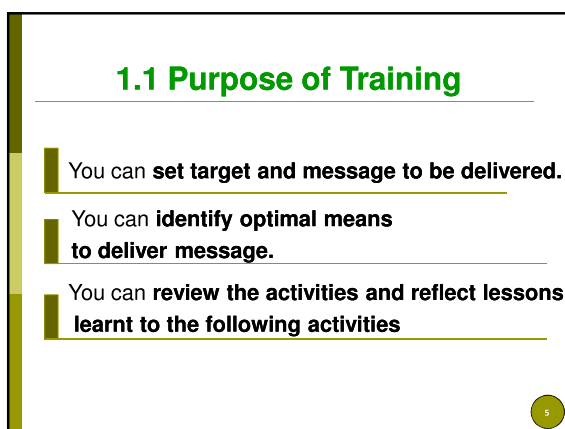 1.1 Purpose of Training
You can set target and message to be delivered.
You can identify optimal means
to deliver message.
You can review the activities and reflect lessons
learnt to the following activities
5